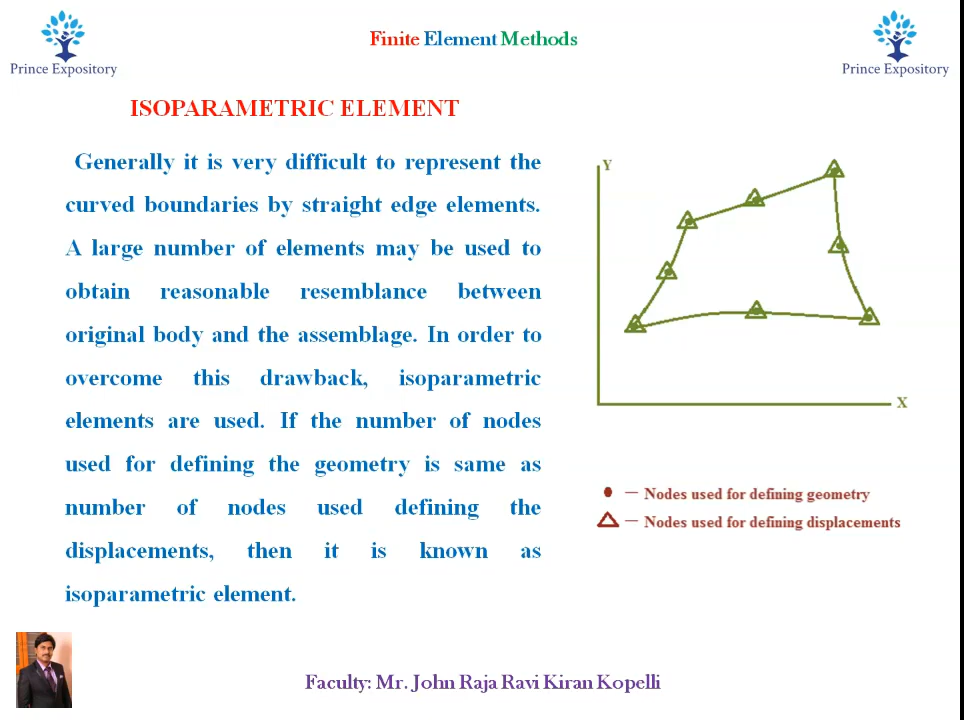 Finite Element Methods
Prince Expository
Prince Expository
ISOPARAMETRIC ELEMENT
Generally it is very difficult to represent the
curved boundaries by straight edge elements.
A large number of elements may be used to
obtain reasonable resemblance between
original body and the assemblage. In order to
overcome this drawback, isoparametric
elements are used. If the number of nodes
used for defining the geometry is same as
number of nodes used defining the
displacements, then it is known as
isoparametric element.
Y
X
— Nodes used for defining geometry
— Nodes used for defining displacements
Faculty: Mr. John Raja Ravi Kiran Kopelli